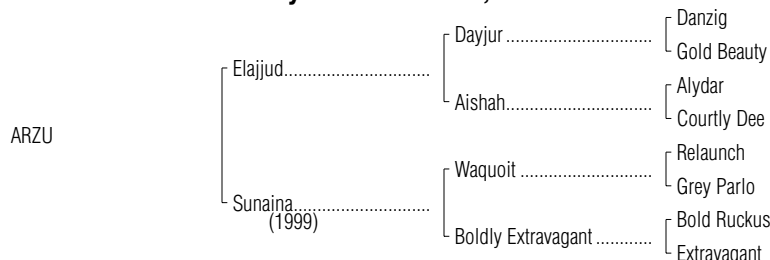 Danzig
Dayjur ........................................
Gold Beauty
Elajjud........................................
Alydar
Aishah........................................
Courtly Dee
ARZU
Relaunch
Waquoit ....................................
Grey Parlo
Sunaina......................................
(1999)
Bold Ruckus
Boldly Extravagant ...............
Extravagant